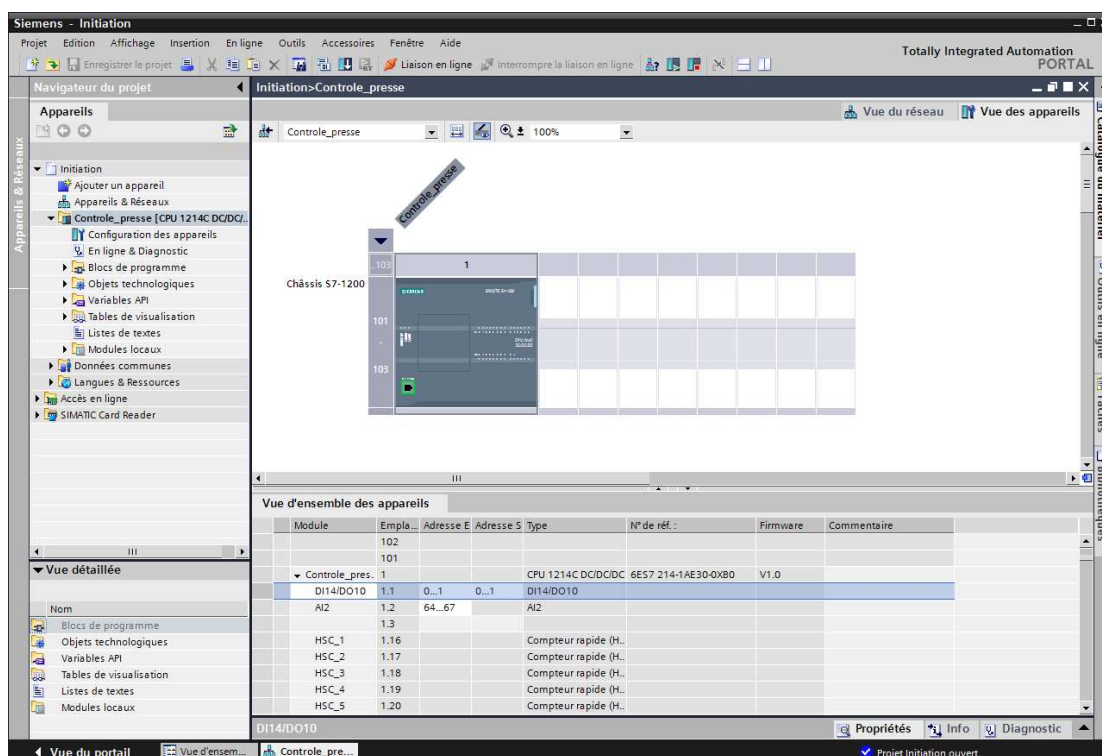 Siemens - Initiation
Projet Edition Affichage Insertion En ligne Outils Accessoires Fenêtre Aide
Totally Integrated Automation
PORTAL
Enregistrer le projet Liaison en ligne Interrompre la liaison en ligne
Navigateur du projet
Initiation>Controle_presse
Appareils
Vue du réseau Vue des appareils
Controle_presse 100%
Appareils & Réseaux
Initiation
Ajouter un appareil
Appareils & Réseaux
Controle_presse [CPU 1214C DC/DC/..
Configuration des appareils
En ligne & Diagnostic
Blocs de programme
Objets technologiques
Variables API
Tables de visualisation
Listes de textes
Modules locaux
Données communes
Langues & Ressources
Accès en ligne
SIMATIC Card Reader
Controle_presse
..103 1
Châssis S7-1200
SIEMENS
101
-
103
Catalogue du matériel
Outils en ligne
Tâches
Bibliothèques
Vue d'ensemble des appareils
Module Empla... Adresse E Adresse S Type N° de réf. : Firmware Commentaire
102
101
Controle_pres. 1 CPU 1214C DC/DC/DC 6ES7 214-1AE30-0XB0 V1.0
DI14/DO10 1.1 0...1 0...1 DI14/DO10
AI2 1.2 64...67 AI2
1.3
HSC_1 1.16 Compteur rapide (H..
HSC_2 1.17 Compteur rapide (H..
HSC_3 1.18 Compteur rapide (H..
HSC_4 1.19 Compteur rapide (H..
HSC_5 1.20 Compteur rapide (H..
Vue détaillée
Nom
Blocs de programme
Objets technologiques
Variables API
Tables de visualisation
Listes de textes
Modules locaux
DI14/DO10
Propriétés Info Diagnostic
Vue du portail Vue d'ensem... Controle_pre... Projet Initiation ouvert